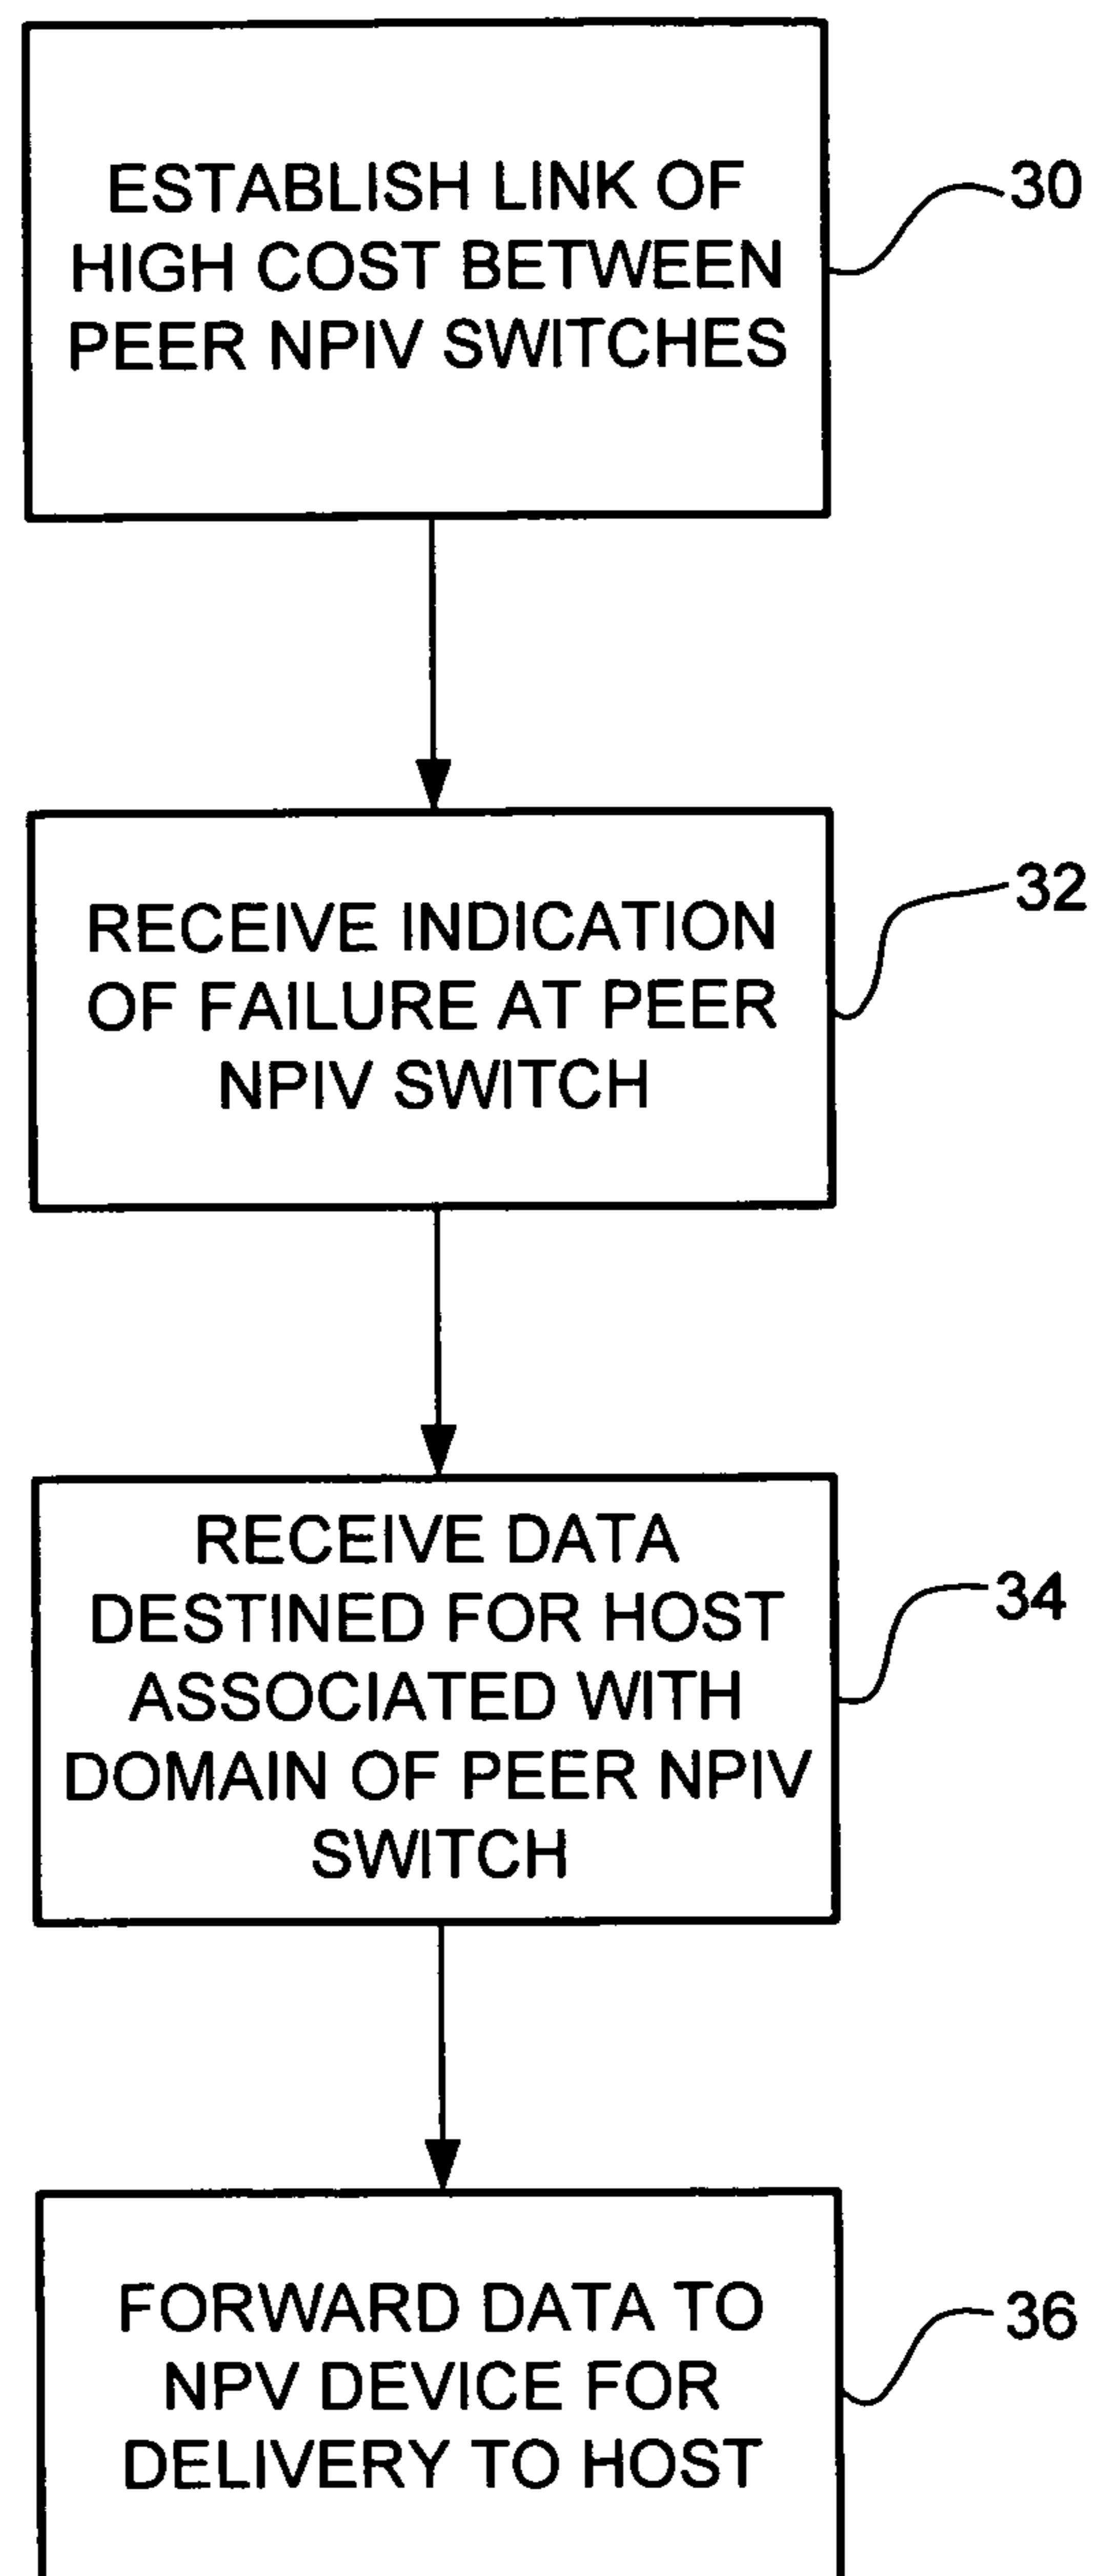 ESTABLISH LINK OF
HIGH COST BETWEEN
PEER NPIV SWITCHES
30
RECEIVE INDICATION
OF FAILURE AT PEER
NPIV SWITCH
32
RECEIVE DATA
DESTINED FOR HOST
ASSOCIATED WITH
DOMAIN OF PEER NPIV
SWITCH
34
FORWARD DATA TO
NPV DEVICE FOR
DELIVERY TO HOST
36